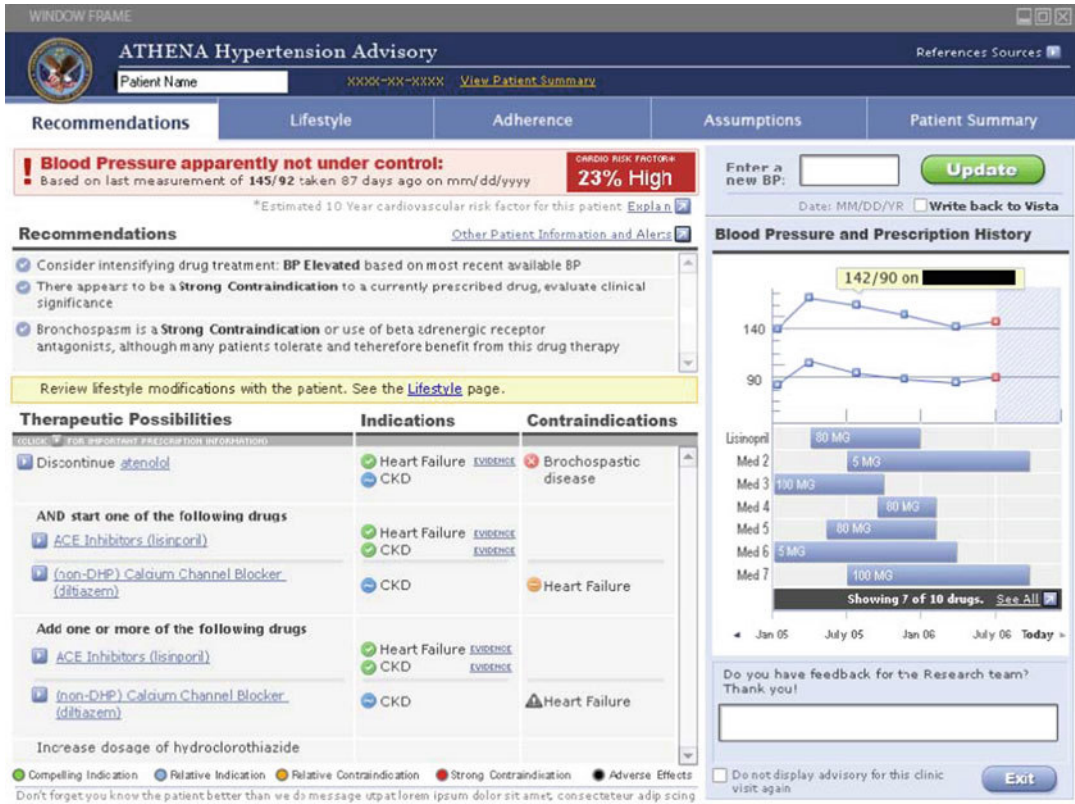 WINDOW FRAME
ATHENA Hypertension Advisory
References Sources
Patient Name
XXXX-XX-XXXX View Patient Summary
Recommendations
Lifestyle
Adherence
Assumptions
Patient Summary
! Blood Pressure apparently not under control:
Based on last measurement of 145/92 taken 87 days ago on mm/dd/yyyy
CARDIO RISK FACTOR*
23% High
*Estimated 10 Year cardiovascular risk factor for this patient Explain
Enter a
new BP:
Update
Date: MM/DD/YR Write back to Vista
Recommendations
Other Patient Information and Alerts
Consider intensifying drug treatment: BP Elevated based on most recent available BP
There appears to be a Strong Contraindication to a currently prescribed drug, evaluate clinical
significance
Bronchospasm is a Strong Contraindication or use of beta adrenergic receptor
antagonists, although many patients tolerate and teherefore benefit from this drug therapy
Review lifestyle modifications with the patient. See the Lifestyle page.
Therapeutic Possibilities
Indications
Contraindications
(CLICK FOR IMPORTANT PRESCRIPTION INFORMATION)
Discontinue atenolol
Heart Failure EVIDENCE
CKD
Brochospastic
disease
AND start one of the following drugs
ACE Inhibitors (lisinporil)
Heart Failure EVIDENCE
CKD EVIDENCE
(non-DHP) Calcium Channel Blocker
(diltiazem)
CKD
Heart Failure
Add one or more of the following drugs
ACE Inhibitors (lisinporil)
Heart Failure EVIDENCE
CKD EVIDENCE
(non-DHP) Calcium Channel Blocker
(diltiazem)
CKD
Heart Failure
Increase dosage of hydroclorothiazide
Compelling Indication
Relative Indication
Relative Contraindication
Strong Contraindication
Adverse Effects
Don't forget you know the patient better than we do message utpat lorem ipsum dolor sit amet, consecteteur adip scing
Blood Pressure and Prescription History
142/90 on
140
90
Lisinopril 80 MG
Med 2 5 MG
Med 3 100 MG
Med 4 80 MG
Med 5 80 MG
Med 6 5 MG
Med 7 100 MG
Showing 7 of 10 drugs. See All
Jan 05
July 05
Jan 06
July 06
Today
Do you have feedback for the Research team?
Thank you!
Do not display advisory for this clinic
visit again
Exit